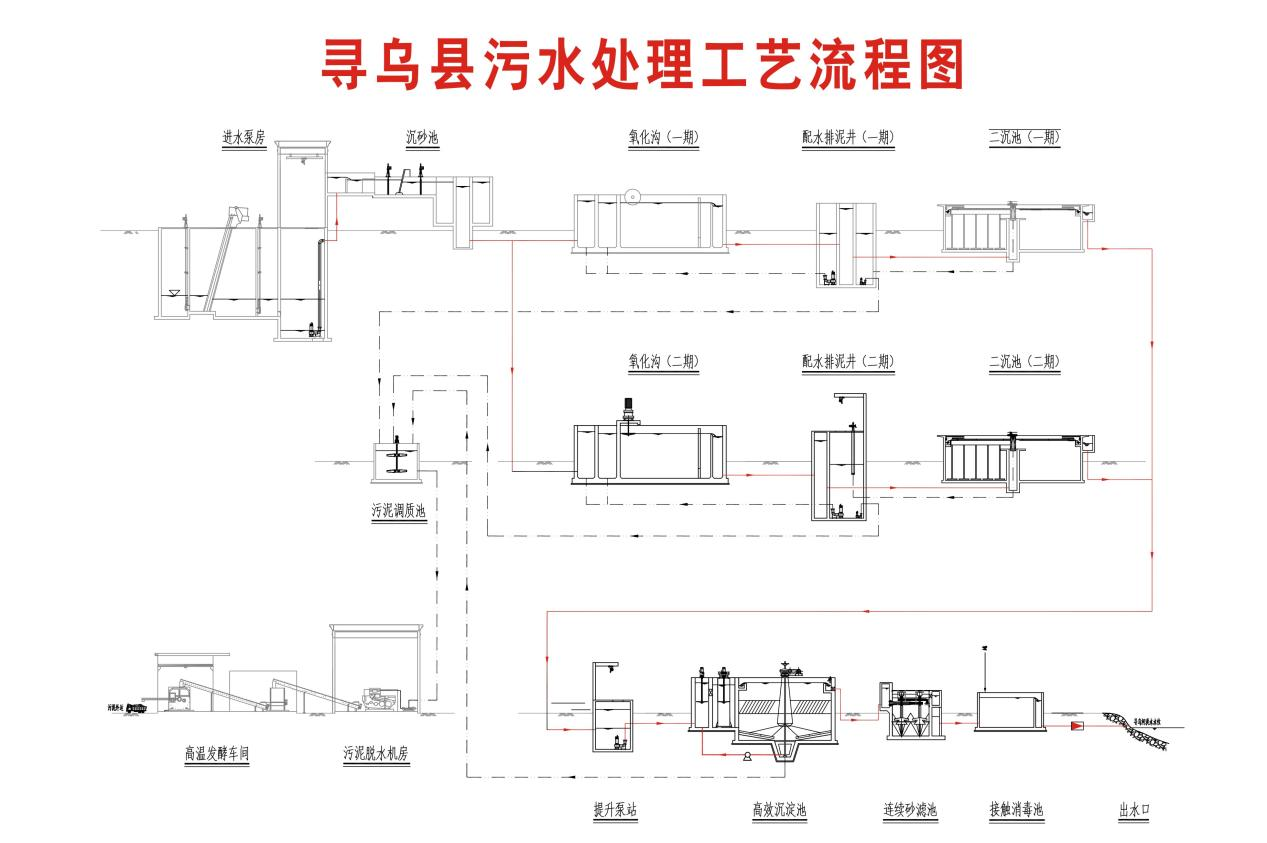 寻乌县污水处理工艺流程图
进水泵房
沉砂池
氧化沟（一期）
配水排泥井（一期）
二沉池（一期）
氧化沟（二期）
配水排泥井（二期）
二沉池（二期）
污泥调质池
污泥外运
高温发酵车间
污泥脱水机房
提升泵站
高效沉淀池
连续砂滤池
接触消毒池
出水口